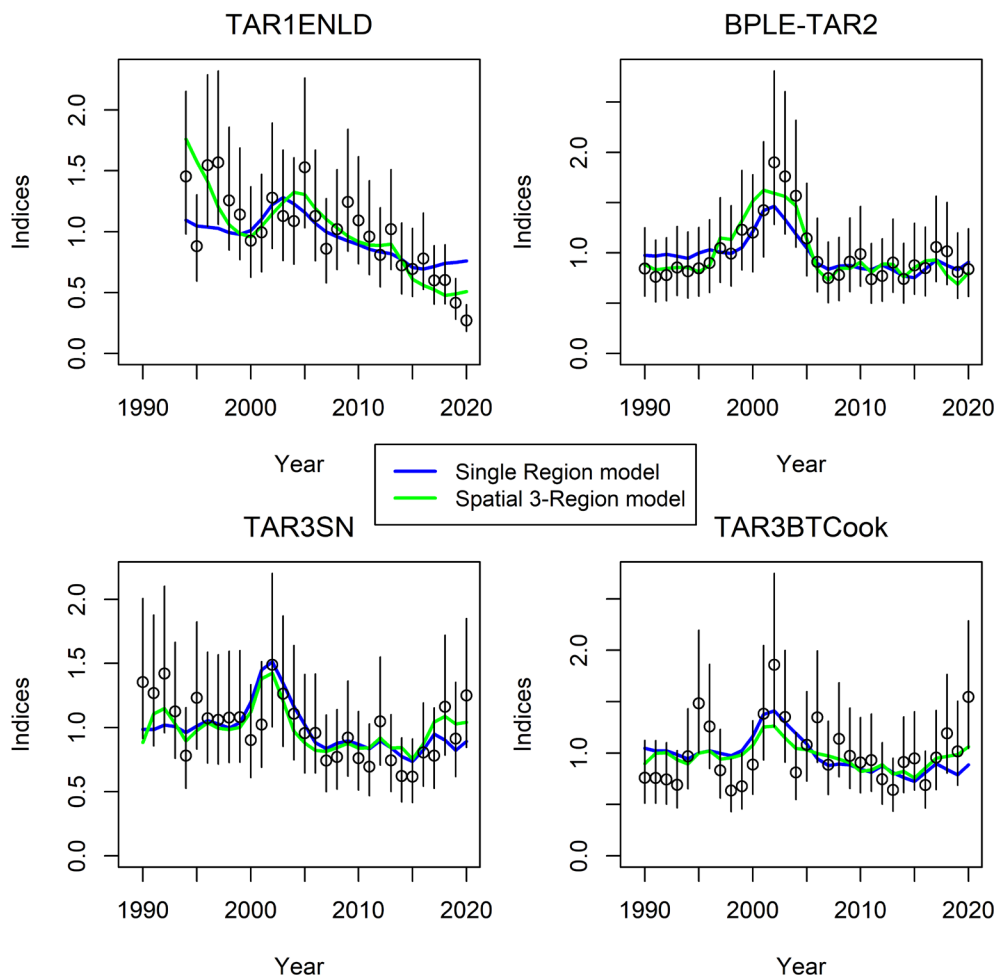 TAR1ENLD
Indices
0.0 0.5 1.0 1.5 2.0
1990 2000 2010 2020
Year
BPLE-TAR2
Indices
0.0 1.0 2.0
1990 2000 2010 2020
Year
Single Region model
Spatial 3-Region model
TAR3SN
Indices
0.0 0.5 1.0 1.5 2.0
1990 2000 2010 2020
Year
TAR3BTCook
Indices
0.0 1.0 2.0
1990 2000 2010 2020
Year